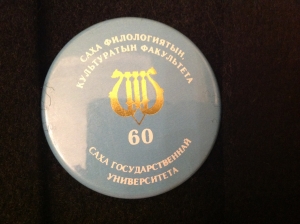 САХА ФИЛОЛОГИЯТЫН,
КУЛЬТУРАТЫН ФАКУЛЬТЕТА
60
САХА ГОСУДАРСТВЕННАЙ
УНИВЕРСИТЕТА